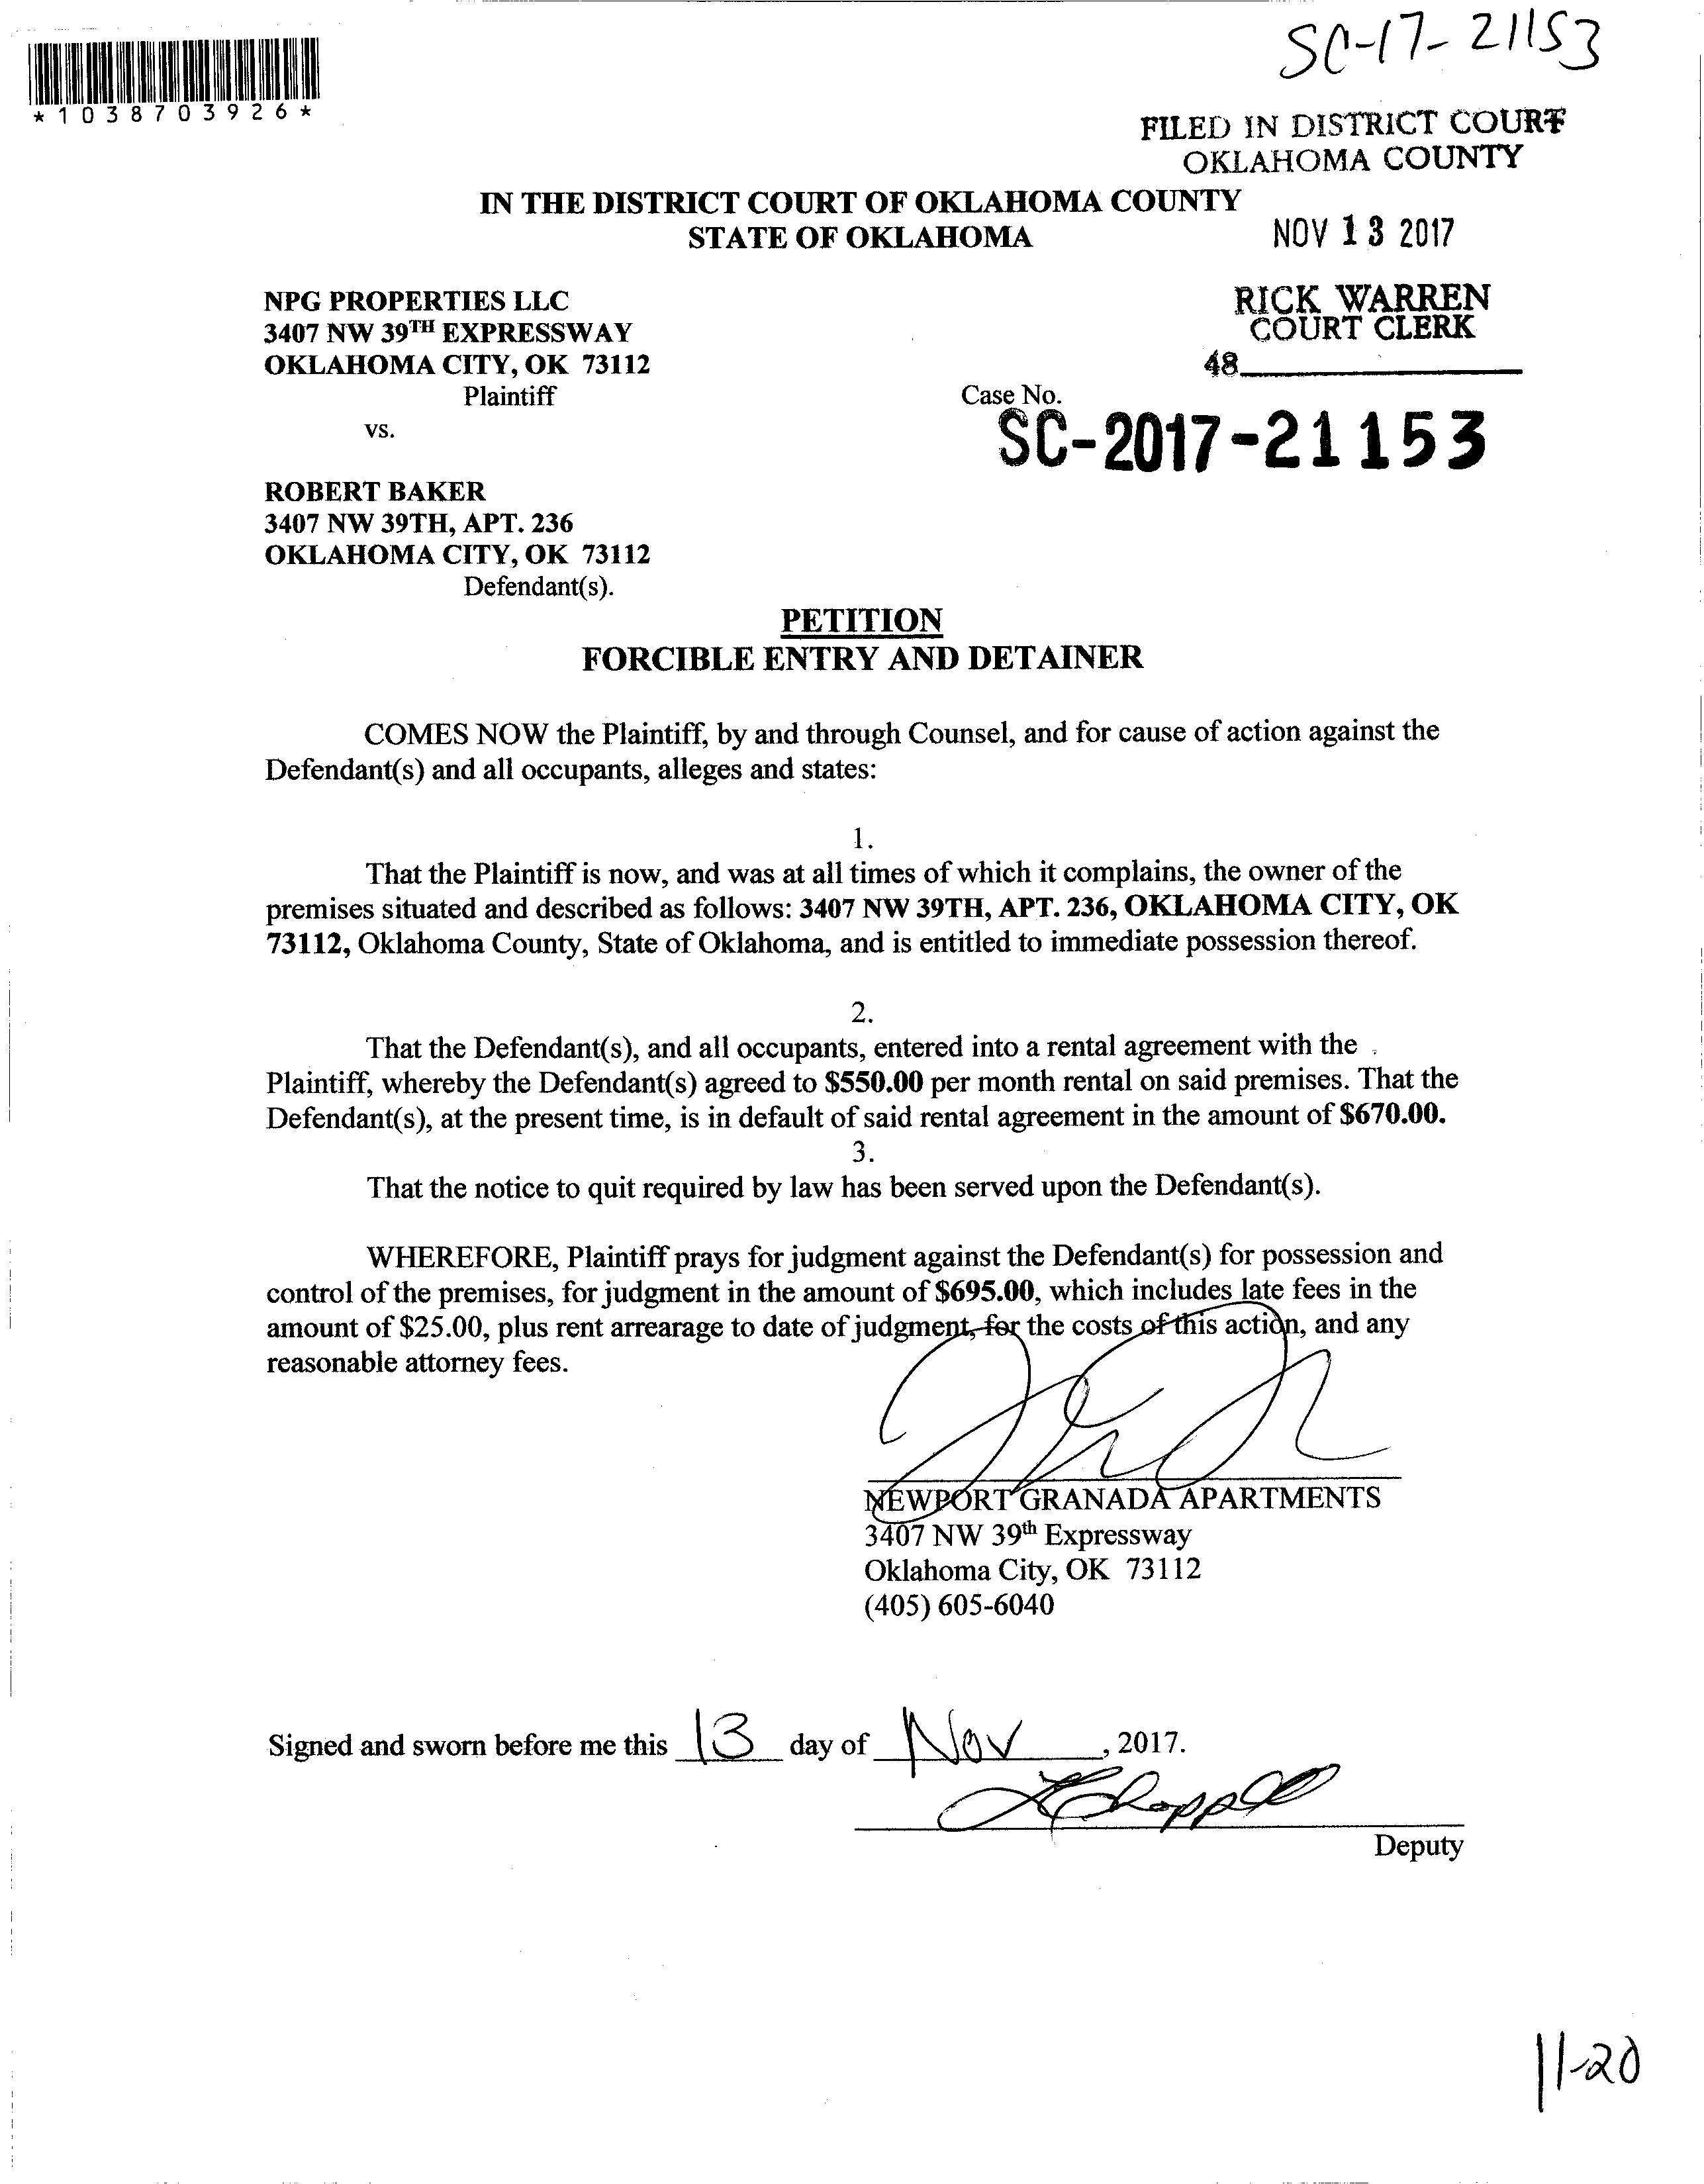 SC-17-21153
*1038703926*
FILED IN DISTRICT COURT
OKLAHOMA COUNTY
IN THE DISTRICT COURT OF OKLAHOMA COUNTY
STATE OF OKLAHOMA
NOV 13 2017
NPG PROPERTIES LLC
3407 NW 39TH EXPRESSWAY
OKLAHOMA CITY, OK 73112
Plaintiff
RICK WARREN
COURT CLERK
48
Case No.
SC-2017-21153
vs.
ROBERT BAKER
3407 NW 39TH, APT. 236
OKLAHOMA CITY, OK 73112
Defendant(s).
PETITION
FORCIBLE ENTRY AND DETAINER
COMES NOW the Plaintiff, by and through Counsel, and for cause of action against the
Defendant(s) and all occupants, alleges and states:
1.
That the Plaintiff is now, and was at all times of which it complains, the owner of the
premises situated and described as follows: 3407 NW 39TH, APT. 236, OKLAHOMA CITY, OK
73112, Oklahoma County, State of Oklahoma, and is entitled to immediate possession thereof.
2.
That the Defendant(s), and all occupants, entered into a rental agreement with the
Plaintiff, whereby the Defendant(s) agreed to $550.00 per month rental on said premises. That the
Defendant(s), at the present time, is in default of said rental agreement in the amount of $670.00.
3.
That the notice to quit required by law has been served upon the Defendant(s).
WHEREFORE, Plaintiff prays for judgment against the Defendant(s) for possession and
control of the premises, for judgment in the amount of $695.00, which includes late fees in the
amount of $25.00, plus rent arrearage to date of judgment, for the costs of this action, and any
reasonable attorney fees.
NEWPORT GRANADA APARTMENTS
3407 NW 39th Expressway
Oklahoma City, OK 73112
(405) 605-6040
Signed and sworn before me this 13 day of Nov, 2017.
Deputy
11-20